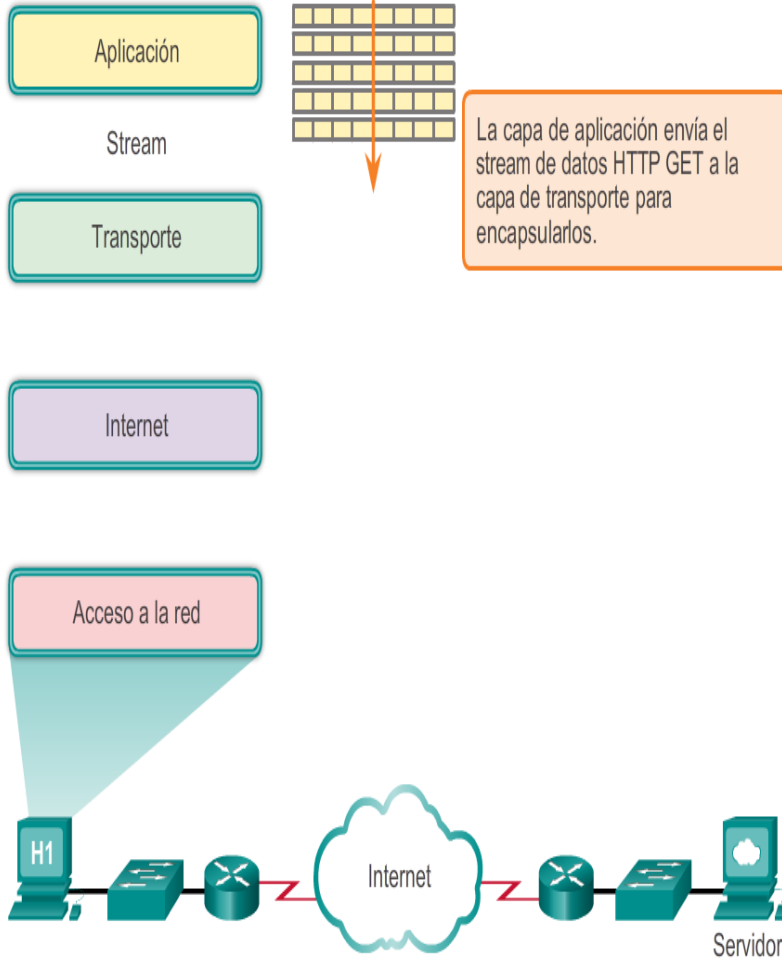 Aplicación
Stream
La capa de aplicación envía el
stream de datos HTTP GET a la
capa de transporte para
encapsularlos.
Transporte
Internet
Acceso a la red
H1
Internet
Servidor